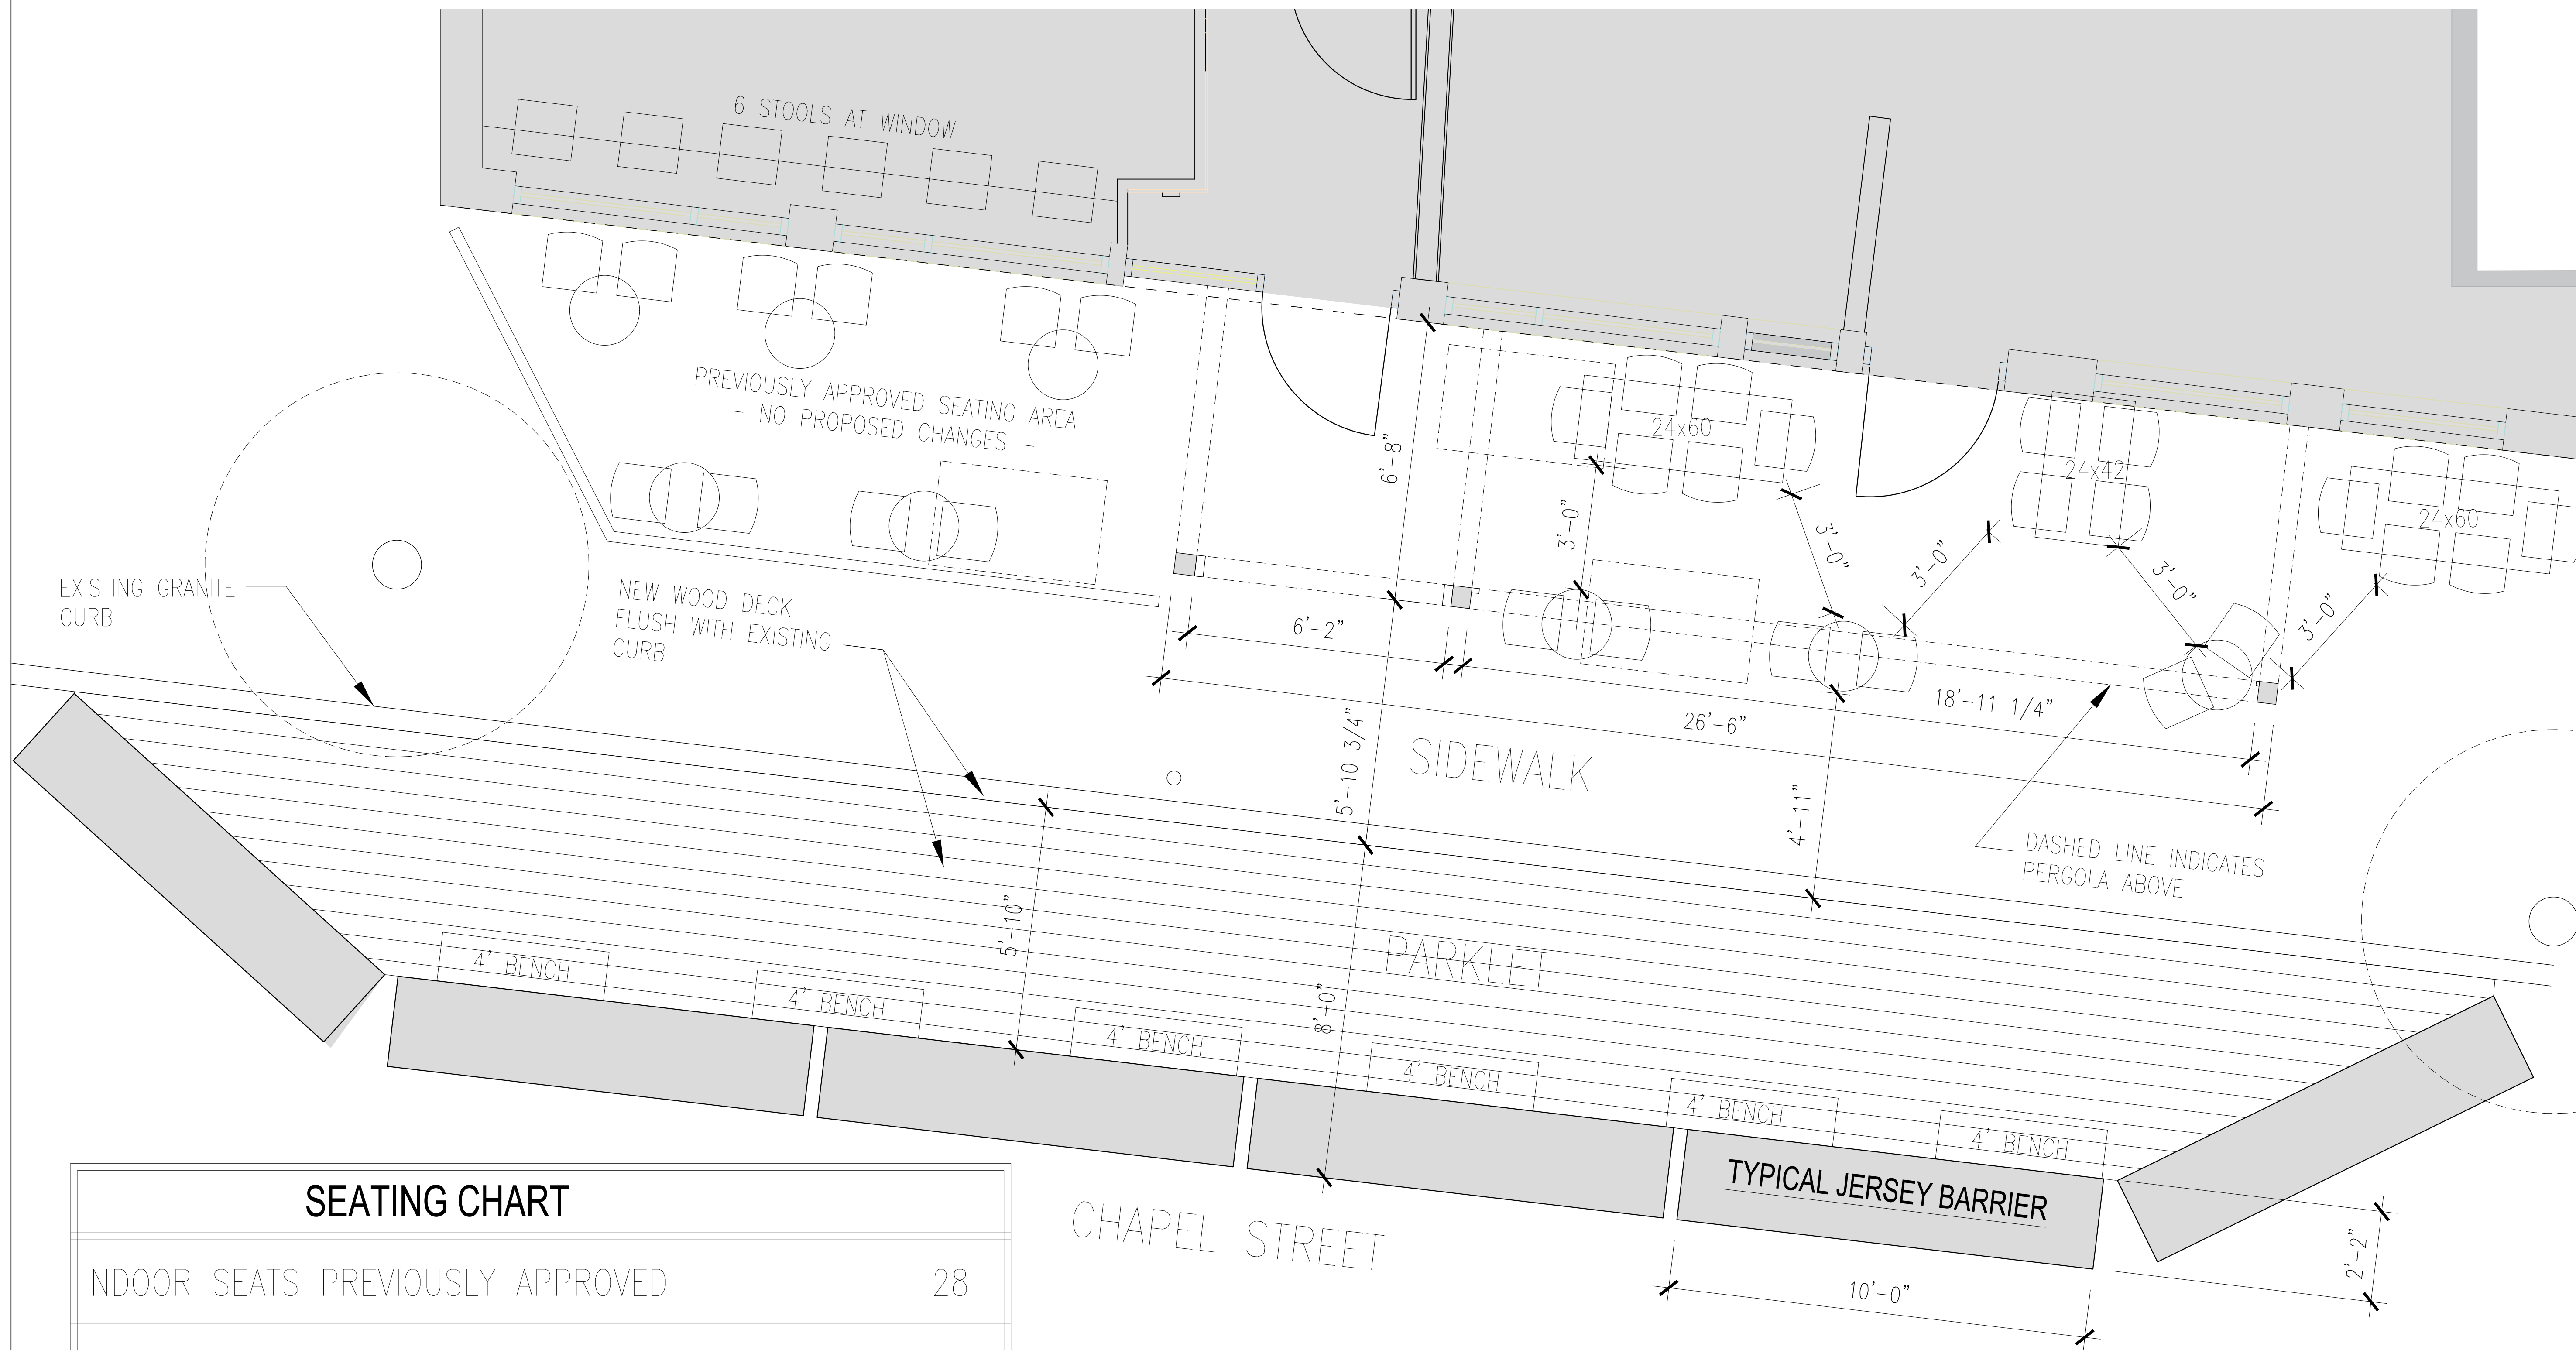 6 STOOLS AT WINDOW
PREVIOUSLY APPROVED SEATING AREA
- NO PROPOSED CHANGES -
24x60
24x42
24x60
6'-8"
3'-0"
3'-0"
3'-0"
3'-0"
3'-0"
EXISTING GRANITE
CURB
NEW WOOD DECK
FLUSH WITH EXISTING
CURB
6'-2"
18'-11 1/4"
26'-6"
5'-10 3/4"
SIDEWALK
4'-11"
DASHED LINE INDICATES
PERGOLA ABOVE
5'-10"
PARKLET
8'-0"
4' BENCH
4' BENCH
4' BENCH
4' BENCH
4' BENCH
4' BENCH
TYPICAL JERSEY BARRIER
CHAPEL STREET
10'-0"
2'-2"
SEATING CHART
INDOOR SEATS PREVIOUSLY APPROVED 28